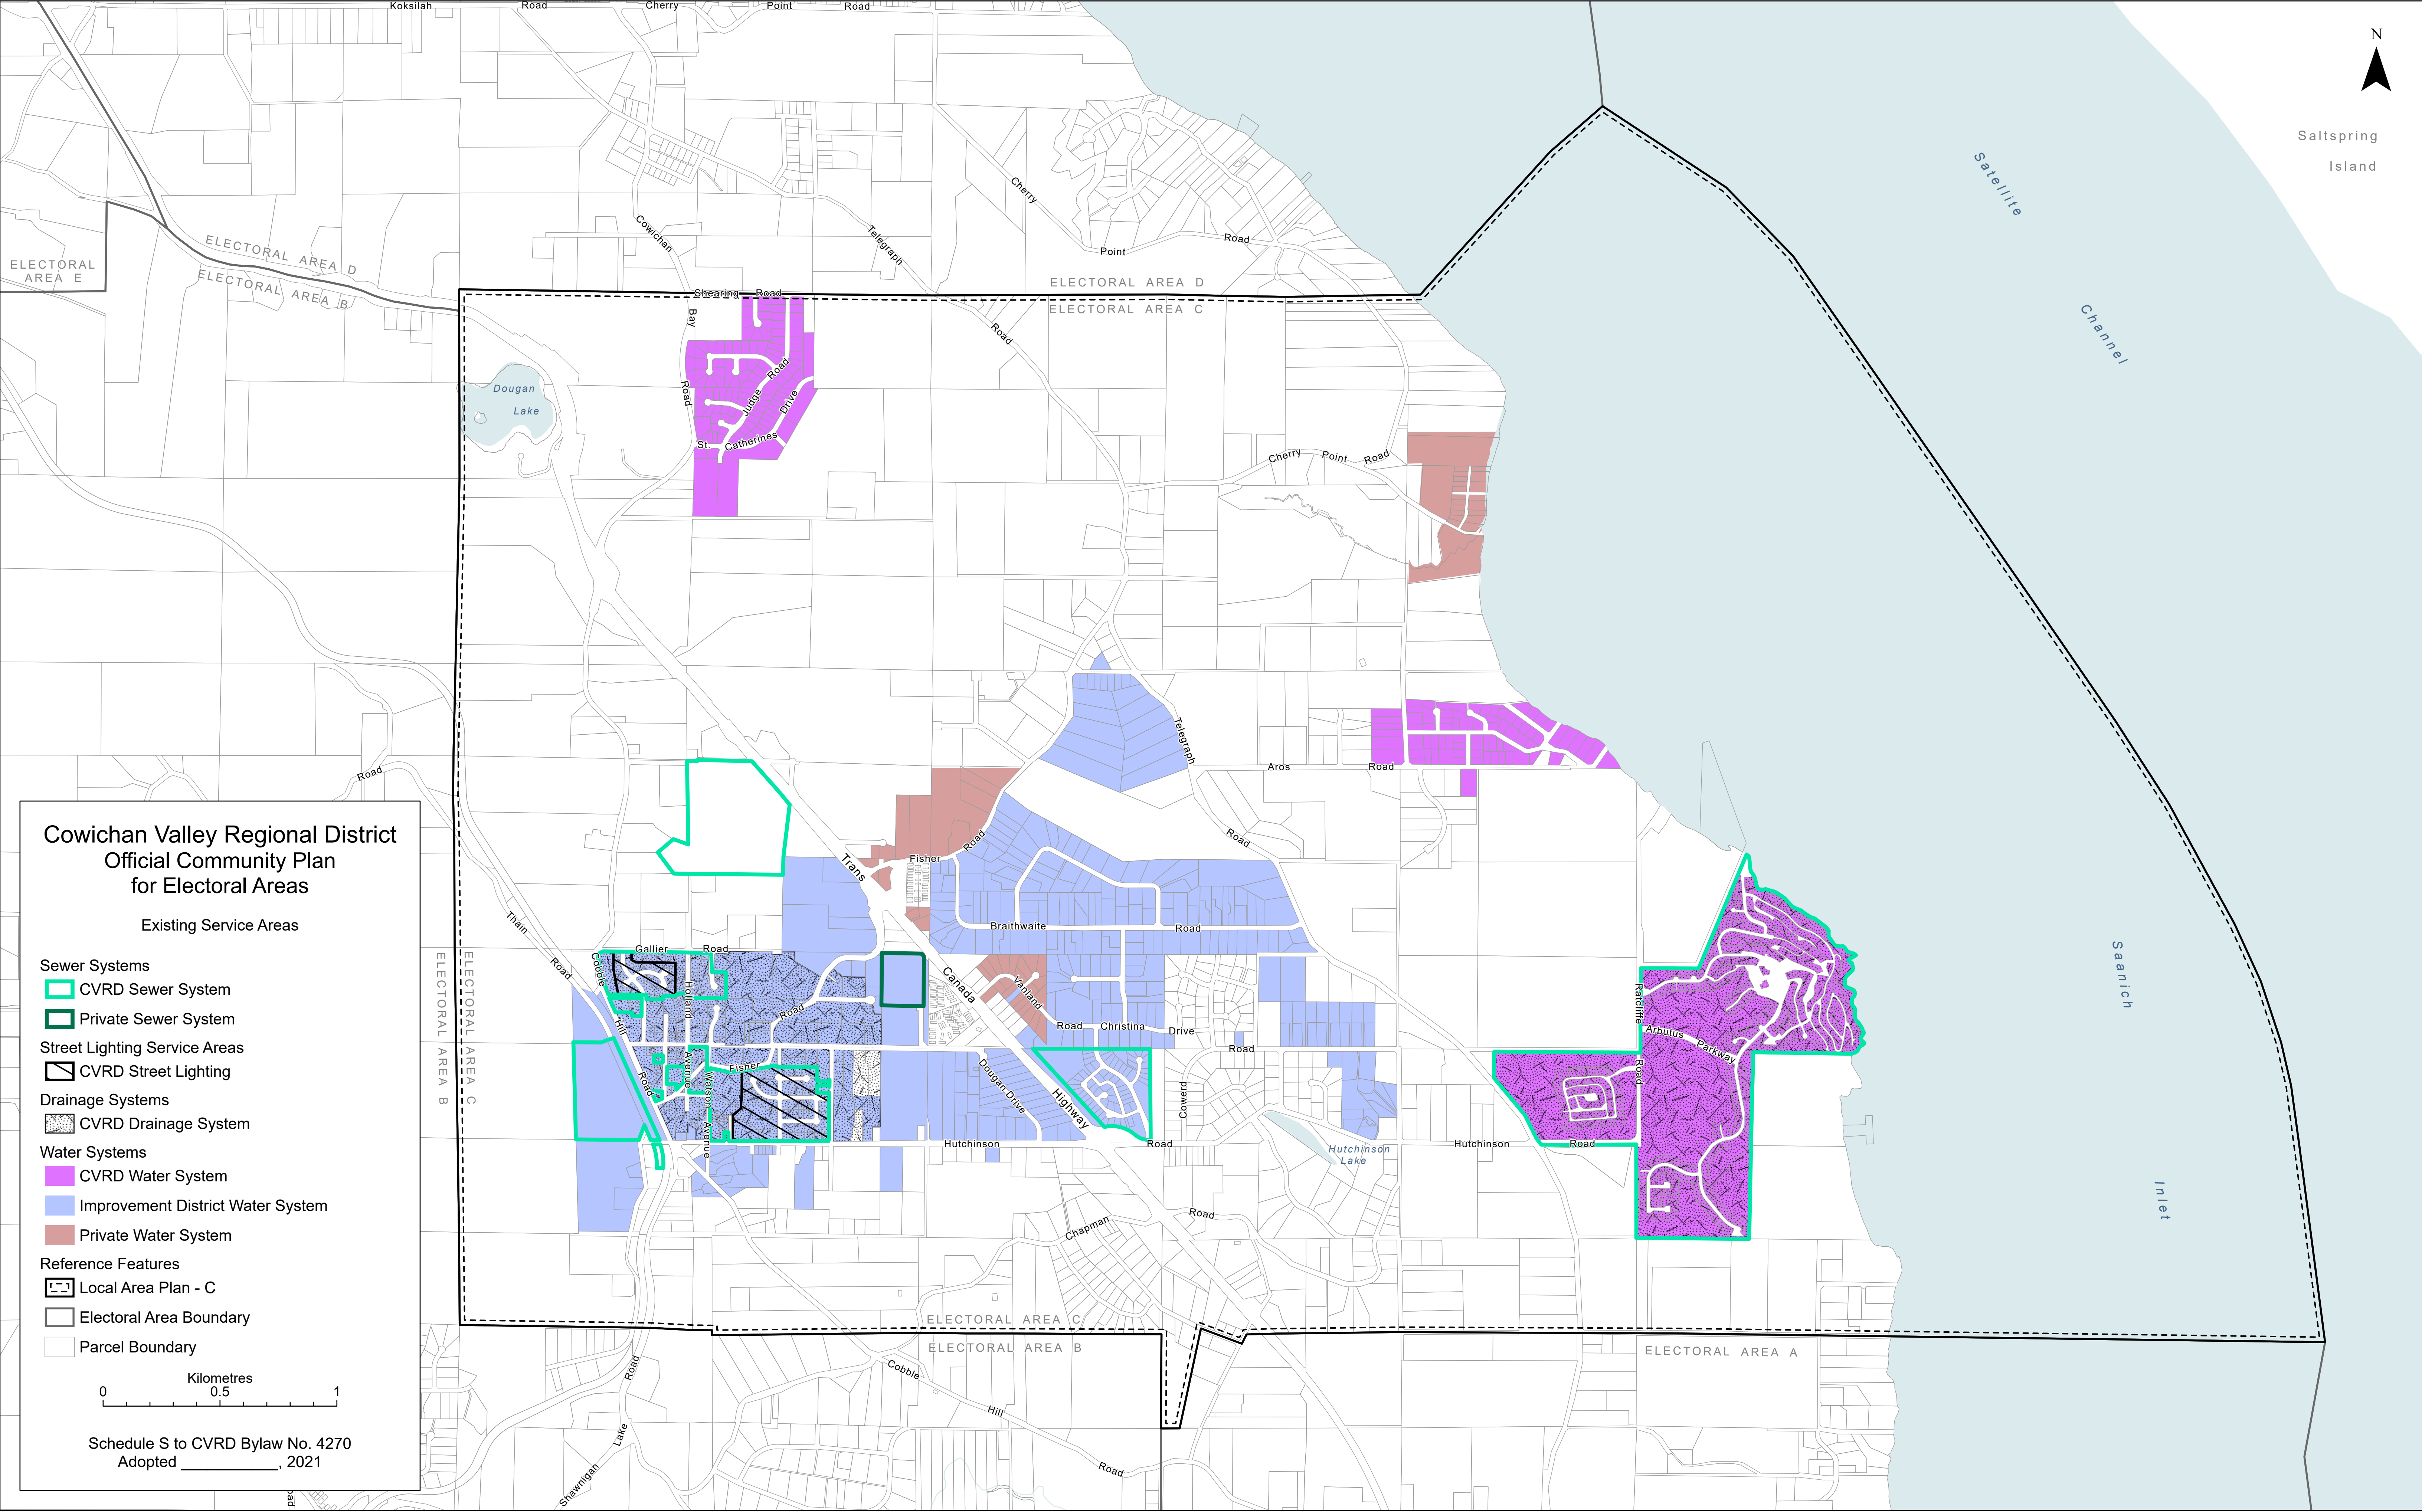 Koksilah Road Cherry Point Road
N
Saltspring
Island
Satellite
Channel
Cherry
Point Road
Cowichan
Telegraph
Road
ELECTORAL AREA D
ELECTORAL AREA B
ELECTORAL
AREA E
ELECTORAL AREA D
ELECTORAL AREA C
Shearing Road
Bay
Road
Judge Road
St. Catherines Drive
Dougan
Lake
Cherry Point Road
Telegraph
Road
Aros Road
Road
Trans
Canada
Highway
Fisher Road
Braithwaite Road
Thain
Road
Gallier Road
Cobble
Hill
Road
Holland
Avenue
Watson
Avenue
Fisher
Road
Vanland
Road
Christina Drive
Road
Dougan Drive
Cowerd
Hutchinson Road
Hutchinson
Lake
Hutchinson Road
Ratcliffe
Road
Arbutus
Parkway
Saanich
Inlet
Chapman
Road
ELECTORAL AREA B
ELECTORAL AREA C
ELECTORAL AREA C
ELECTORAL AREA B
ELECTORAL AREA A
Cobble
Hill
Road
Road
Lake
Shawnigan
Cowichan Valley Regional District
Official Community Plan
for Electoral Areas
Existing Service Areas
Sewer Systems
CVRD Sewer System
Private Sewer System
Street Lighting Service Areas
CVRD Street Lighting
Drainage Systems
CVRD Drainage System
Water Systems
CVRD Water System
Improvement District Water System
Private Water System
Reference Features
Local Area Plan - C
Electoral Area Boundary
Parcel Boundary
Kilometres
0 0.5 1
Schedule S to CVRD Bylaw No. 4270
Adopted ____________, 2021